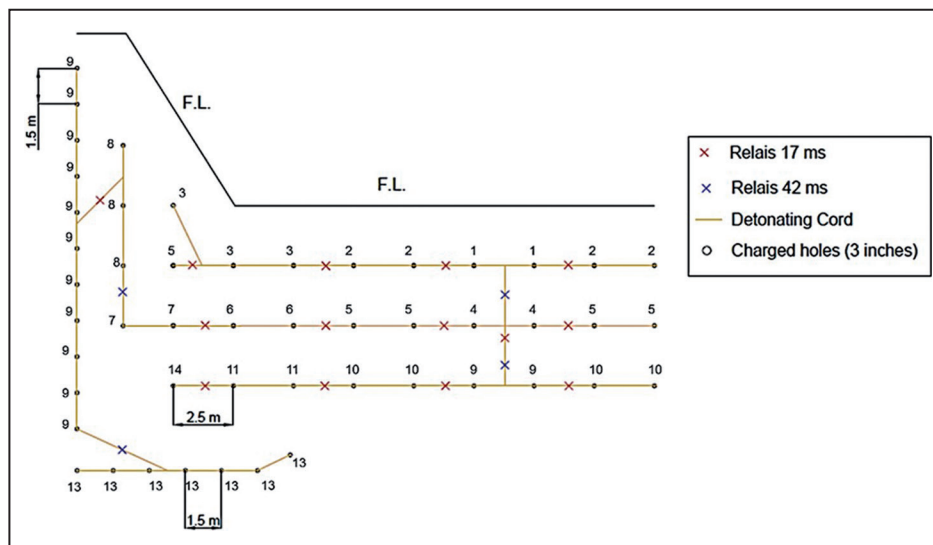 9
9
F.L.
1.5 m
9
8
9
Relais 17 ms
F.L.
Relais 42 ms
9
8
3
Detonating Cord
9
Charged holes (3 inches)
9
8 5 3 3 2 2 1 1 2 2
9
9
7 7 6 6 5 5 4 4 5 5
9
9
14 11 11 10 10 9 9 10 10
9
2.5 m
13
13 13 13 13 13 13
1.5 m